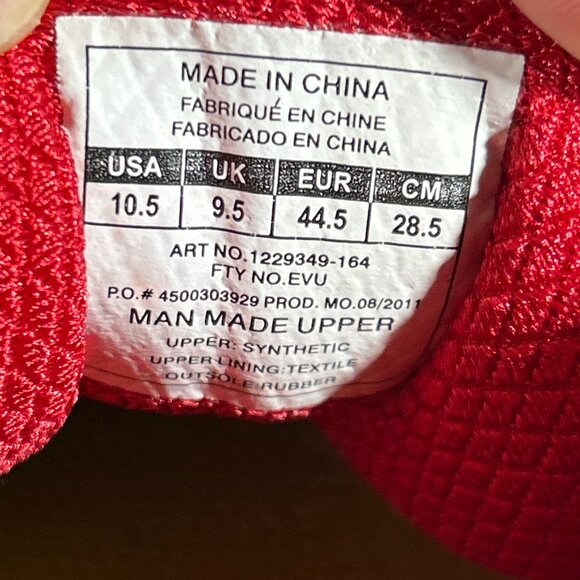 MADE IN CHINA
FABRIQUÉ EN CHINE
FABRICADO EN CHINA
USA UK EUR CM
10.5 9.5 44.5 28.5
ART NO.1229349-164
FTY NO.EVU
P.O.# 4500303929 PROD. MO.08/2011
MAN MADE UPPER
UPPER: SYNTHETIC
UPPER LINING:TEXTILE
OUTSOLE:RUBBER